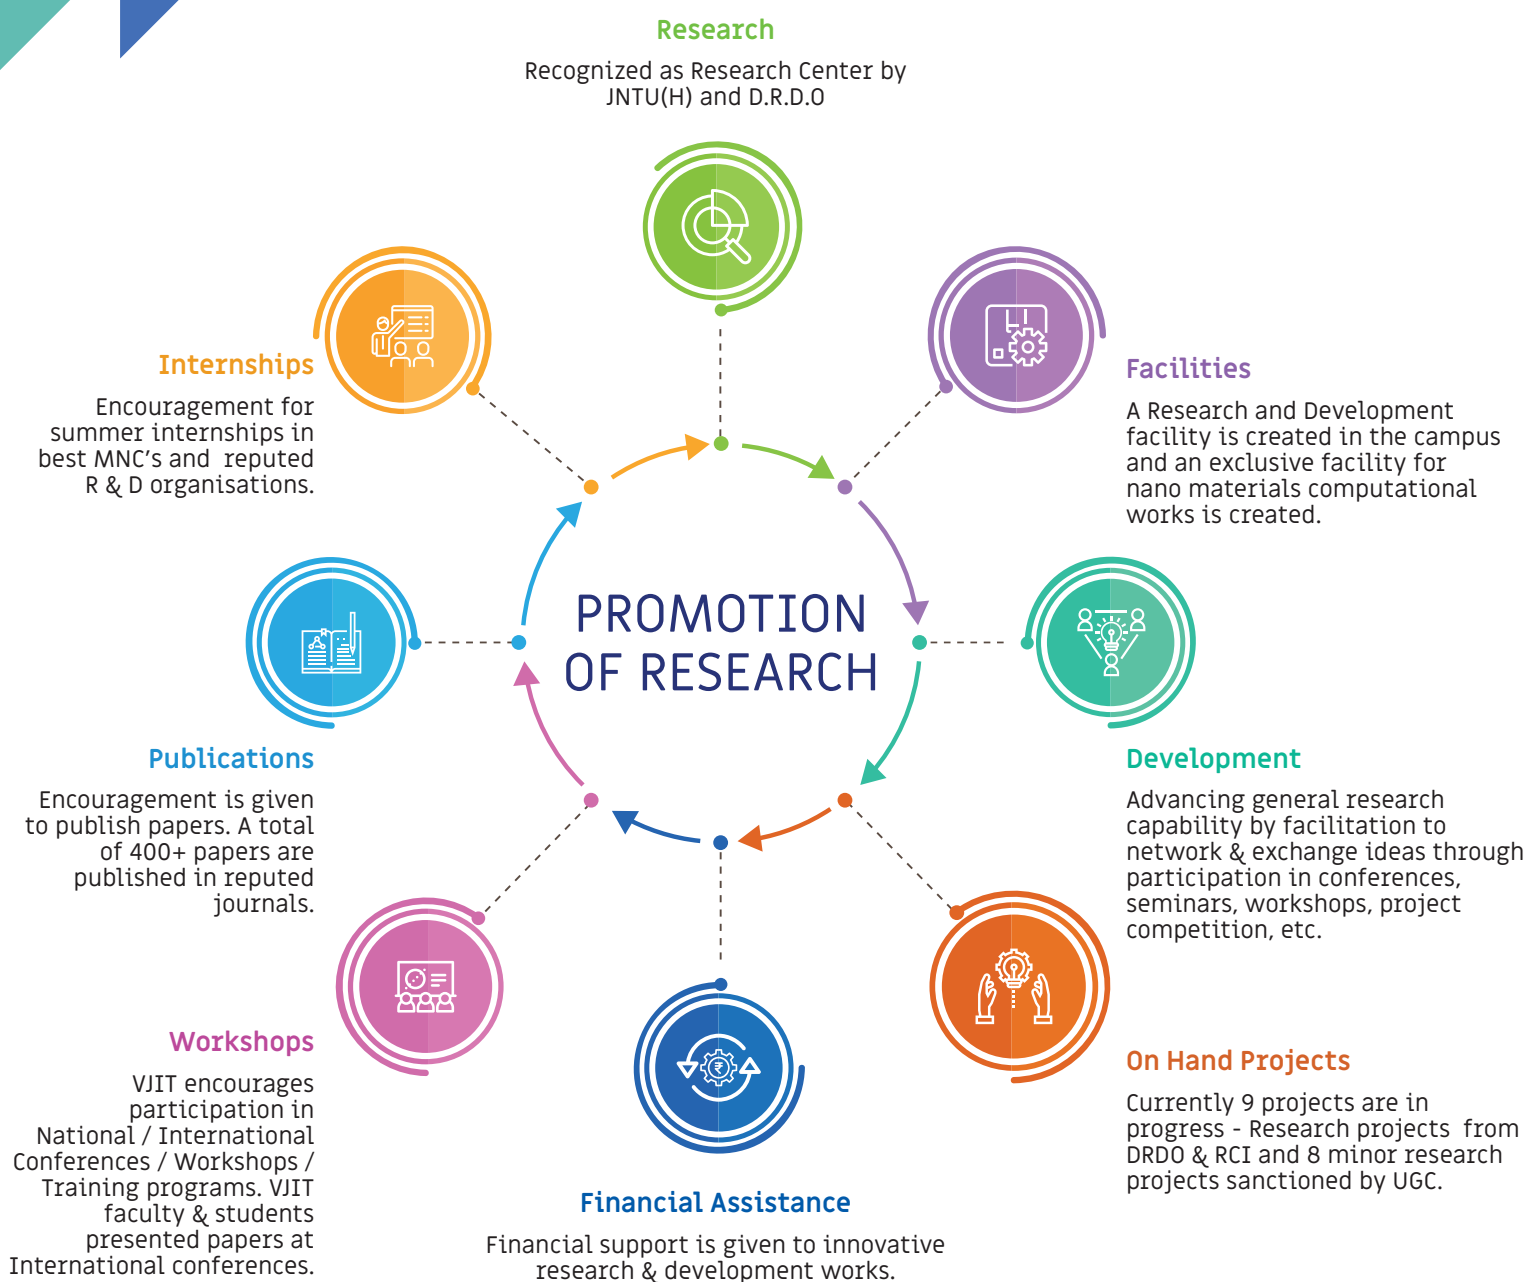 Research
Recognized as Research Center by
JNTU(H) and D.R.D.O
Internships
Encouragement for
summer internships in
best MNC's and  reputed
R & D organisations.
Facilities
A Research and Development
facility is created in the campus
and an exclusive facility for
nano materials computational
works is created.
PROMOTION
OF RESEARCH
Publications
Encouragement is given
to publish papers. A total
of 400+ papers are
published in reputed
journals.
Development
Advancing general research
capability by facilitation to
network & exchange ideas through
participation in conferences,
seminars, workshops, project
competition, etc.
Workshops
VJIT encourages
participation in
National / International
Conferences / Workshops /
Training programs. VJIT
faculty & students
presented papers at
International conferences.
₹
Financial Assistance
Financial support is given to innovative
research & development works.
On Hand Projects
Currently 9 projects are in
progress - Research projects  from
DRDO & RCI and 8 minor research
projects sanctioned by UGC.